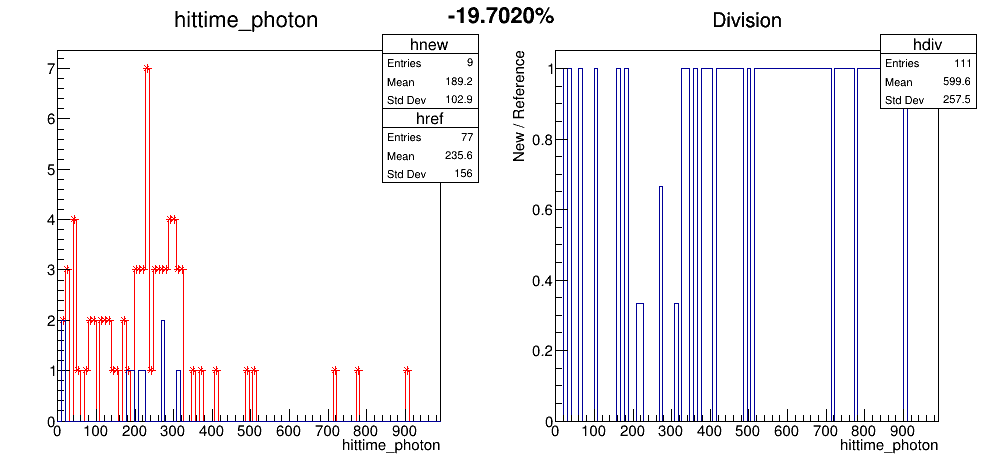 -19.7020%
hittime_photon
hnew
Entries 9
Mean 189.2
Std Dev 102.9
href
Entries 77
Mean 235.6
Std Dev 156
7
6
5
4
3
2
1
0
0 100 200 300 400 500 600 700 800 900
hittime_photon
Division
hdiv
Entries 111
Mean 599.6
Std Dev 257.5
New / Reference
1
0.8
0.6
0.4
0.2
0
0 100 200 300 400 500 600 700 800 900
hittime_photon